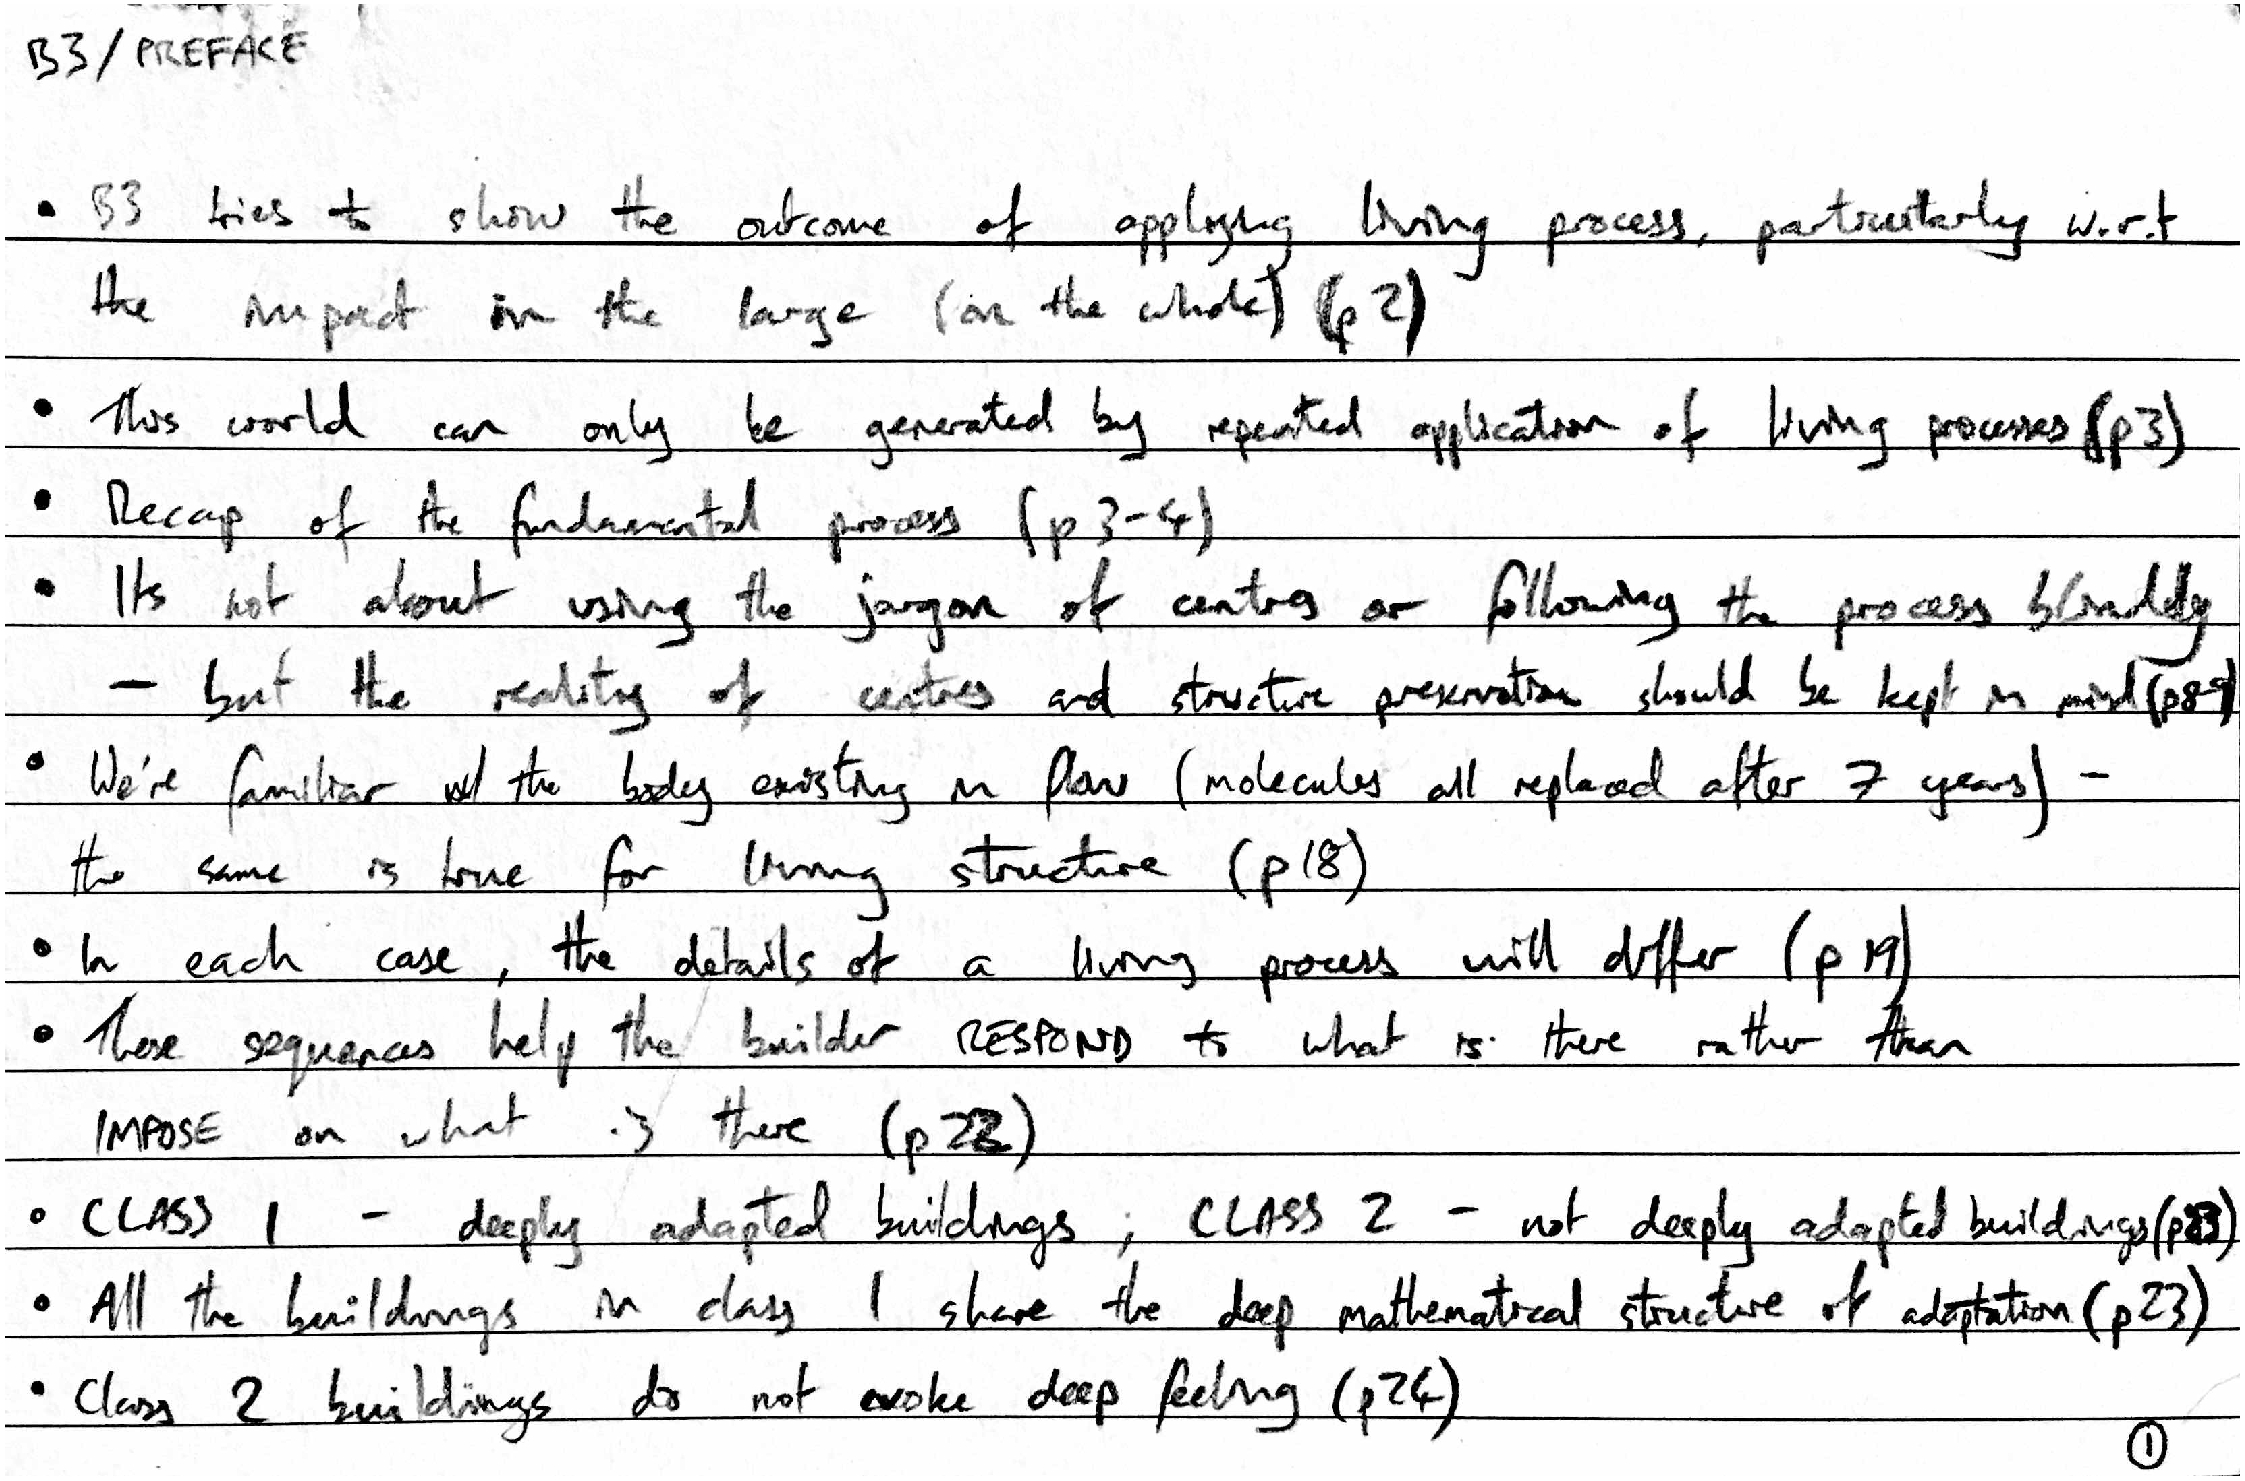 B3/ PREFACE
• B3 tries to show the outcome of applying living process, particularly w.r.t
the impact in the large (on the whole) (p 2)
• This world can only be generated by repeated application of living processes (p3)
• Recap of the fundamental process (p 3-4)
• Its not about using the jargon of centres or following the process blindly
- but the reality of centres and structure preservation should be kept in mind (p8-9)
• We're familiar w/ the body existing in flow (molecules all replaced after 7 years) -
the same is true for living structure (p18)
• In each case, the details of a living process will differ (p 19)
• These sequences help the builder RESPOND to what is there rather than
IMPOSE on what is there (p 22)
• CLASS 1 - deeply adapted buildings; CLASS 2 - not deeply adapted buildings (p23)
• All the buildings in class 1 share the deep mathematical structure of adaptation (p23)
• Class 2 buildings do not evoke deep feeling (p24)
1